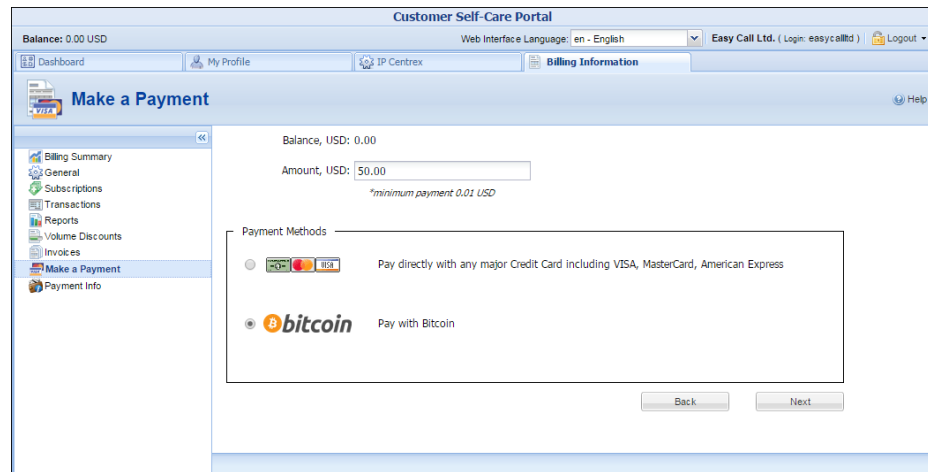 Customer Self-Care Portal
Balance: 0.00 USD
Web Interface Language: en - English
Easy Call Ltd. ( Login: easycallltd )
Logout
Dashboard
My Profile
IP Centrex
Billing Information
VISA
Make a Payment
Help
Billing Summary
General
Subscriptions
Transactions
Reports
Volume Discounts
Invoices
Make a Payment
Payment Info
Balance, USD: 0.00
Amount, USD: 50.00
*minimum payment 0.01 USD
Payment Methods
VISA
Pay directly with any major Credit Card including VISA, MasterCard, American Express
bitcoin
Pay with Bitcoin
Back
Next